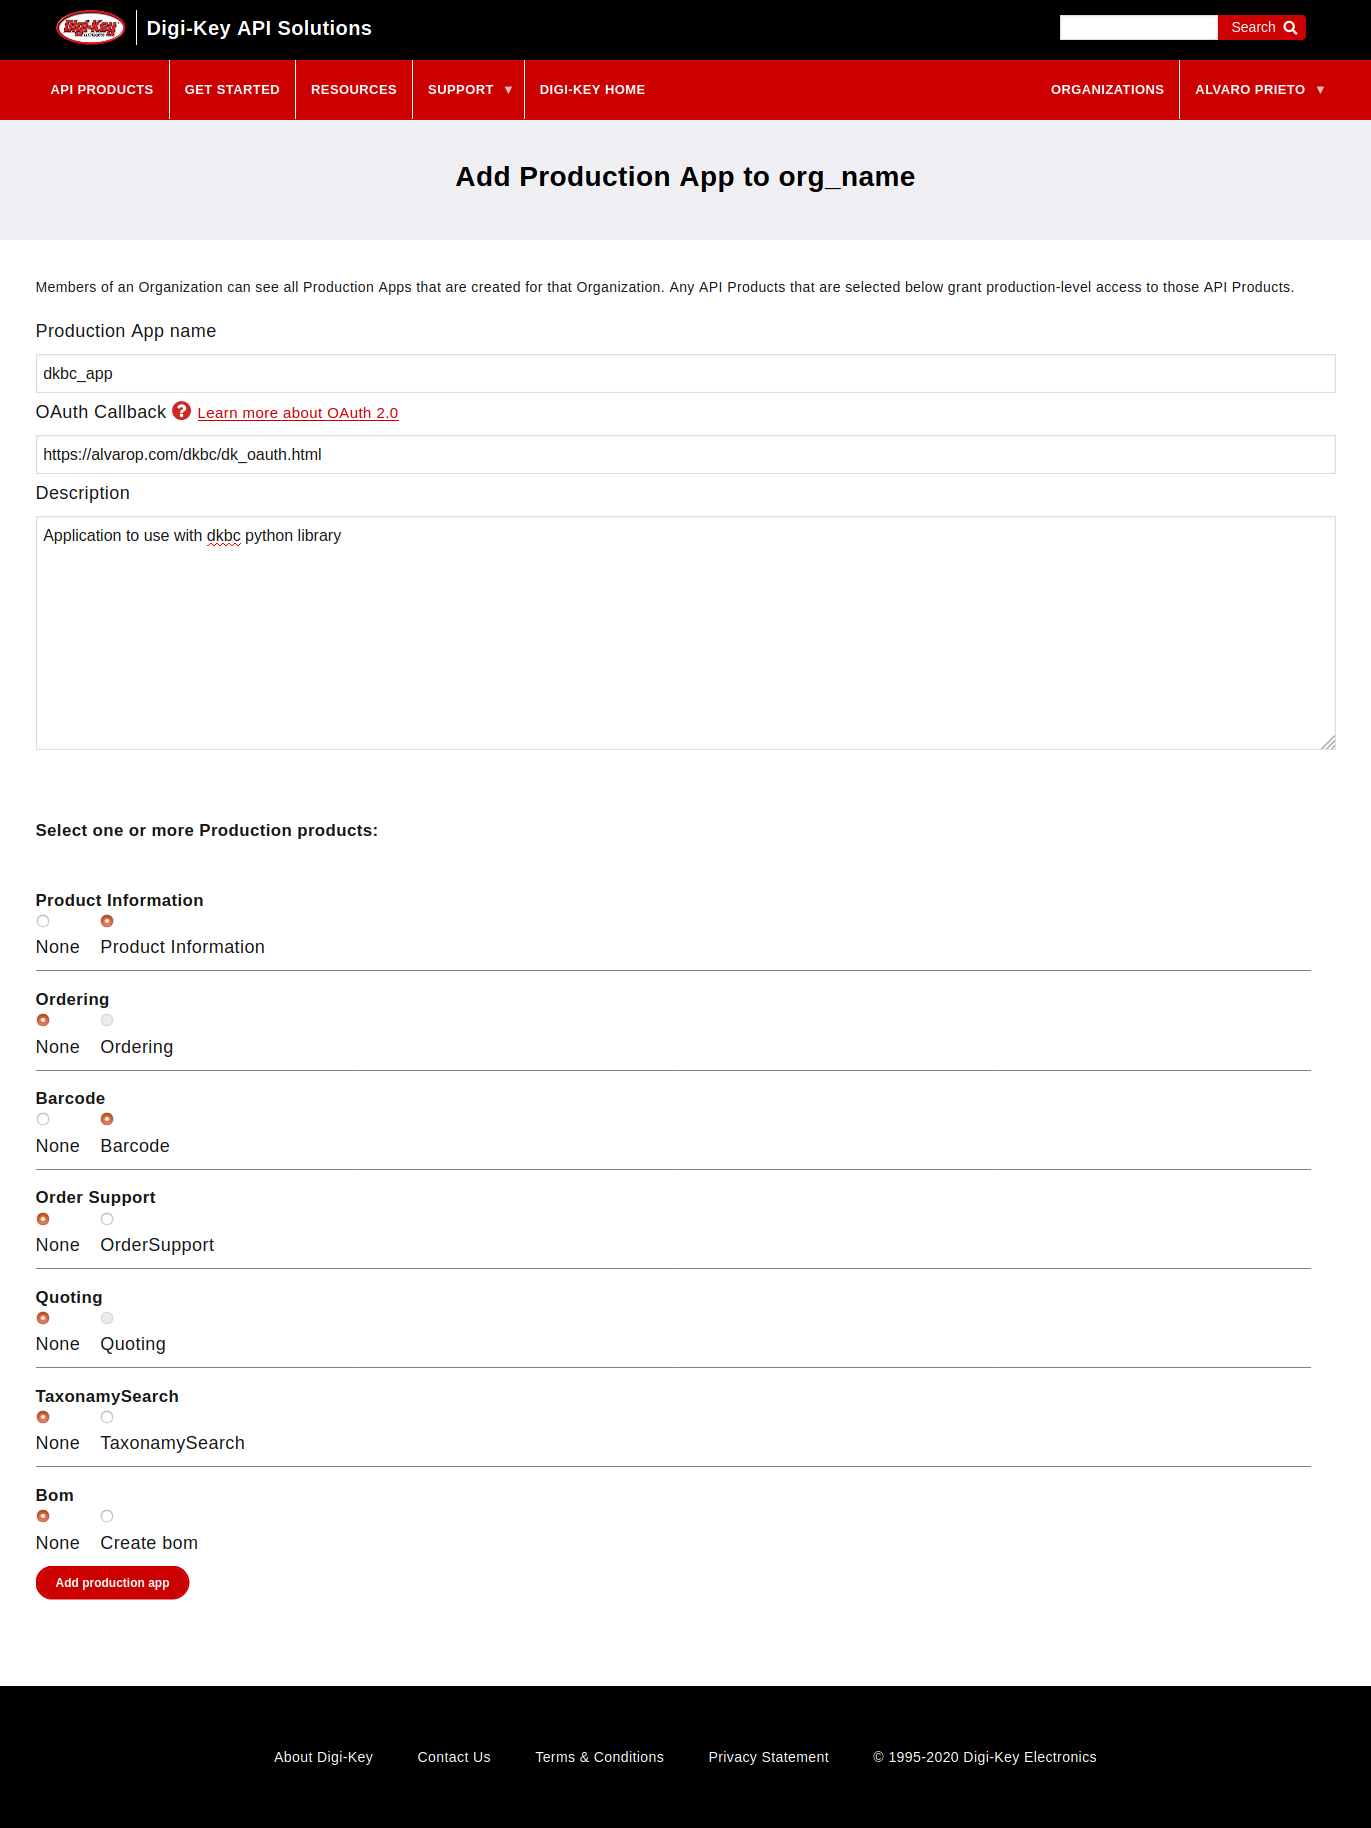 Digi-Key
Digi-Key API Solutions
Search
API PRODUCTS
GET STARTED
RESOURCES
SUPPORT ▼
DIGI-KEY HOME
ORGANIZATIONS
ALVARO PRIETO ▼
Add Production App to org_name
Members of an Organization can see all Production Apps that are created for that Organization. Any API Products that are selected below grant production-level access to those API Products.
Production App name
dkbc_app
OAuth Callback ? Learn more about OAuth 2.0
https://alvarop.com/dkbc/dk_oauth.html
Description
Application to use with dkbc python library
Select one or more Production products:
Product Information
None Product Information
Ordering
None Ordering
Barcode
None Barcode
Order Support
None OrderSupport
Quoting
None Quoting
TaxonamySearch
None TaxonamySearch
Bom
None Create bom
Add production app
About Digi-Key
Contact Us
Terms & Conditions
Privacy Statement
© 1995-2020 Digi-Key Electronics